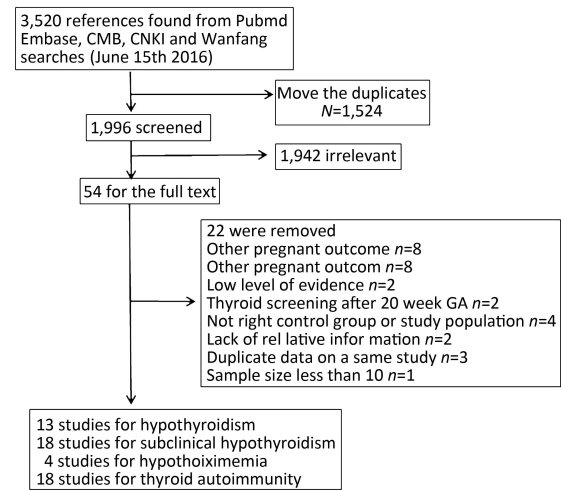 3,520 references found from Pubmd
Embase, CMB, CNKI and Wanfang
searches (June 15th 2016)
Move the duplicates
N=1,524
1,996 screened
1,942 irrelevant
54 for the full text
22 were removed
Other pregnant outcome n=8
Other pregnant outcom n=8
Low level of evidence n=2
Thyroid screening after 20 week GA n=2
Not right control group or study population n=4
Lack of rel lative infor mation n=2
Duplicate data on a same study n=3
Sample size less than 10 n=1
13 studies for hypothyroidism
18 studies for subclinical hypothyroidism
4 studies for hypothoiximemia
18 studies for thyroid autoimmunity